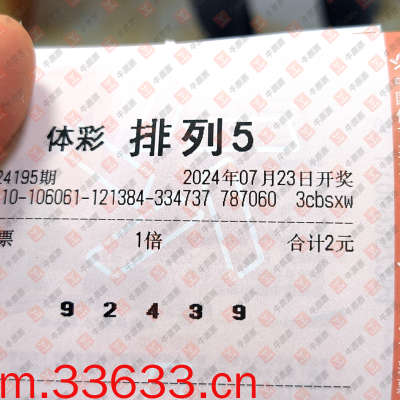 体彩 排列5
24195期 2024年07月23日开奖
10-106061-121384-334737 787060 3cbsxw
票 1倍 合计2元
9 2 4 3 9
m.33633.cn